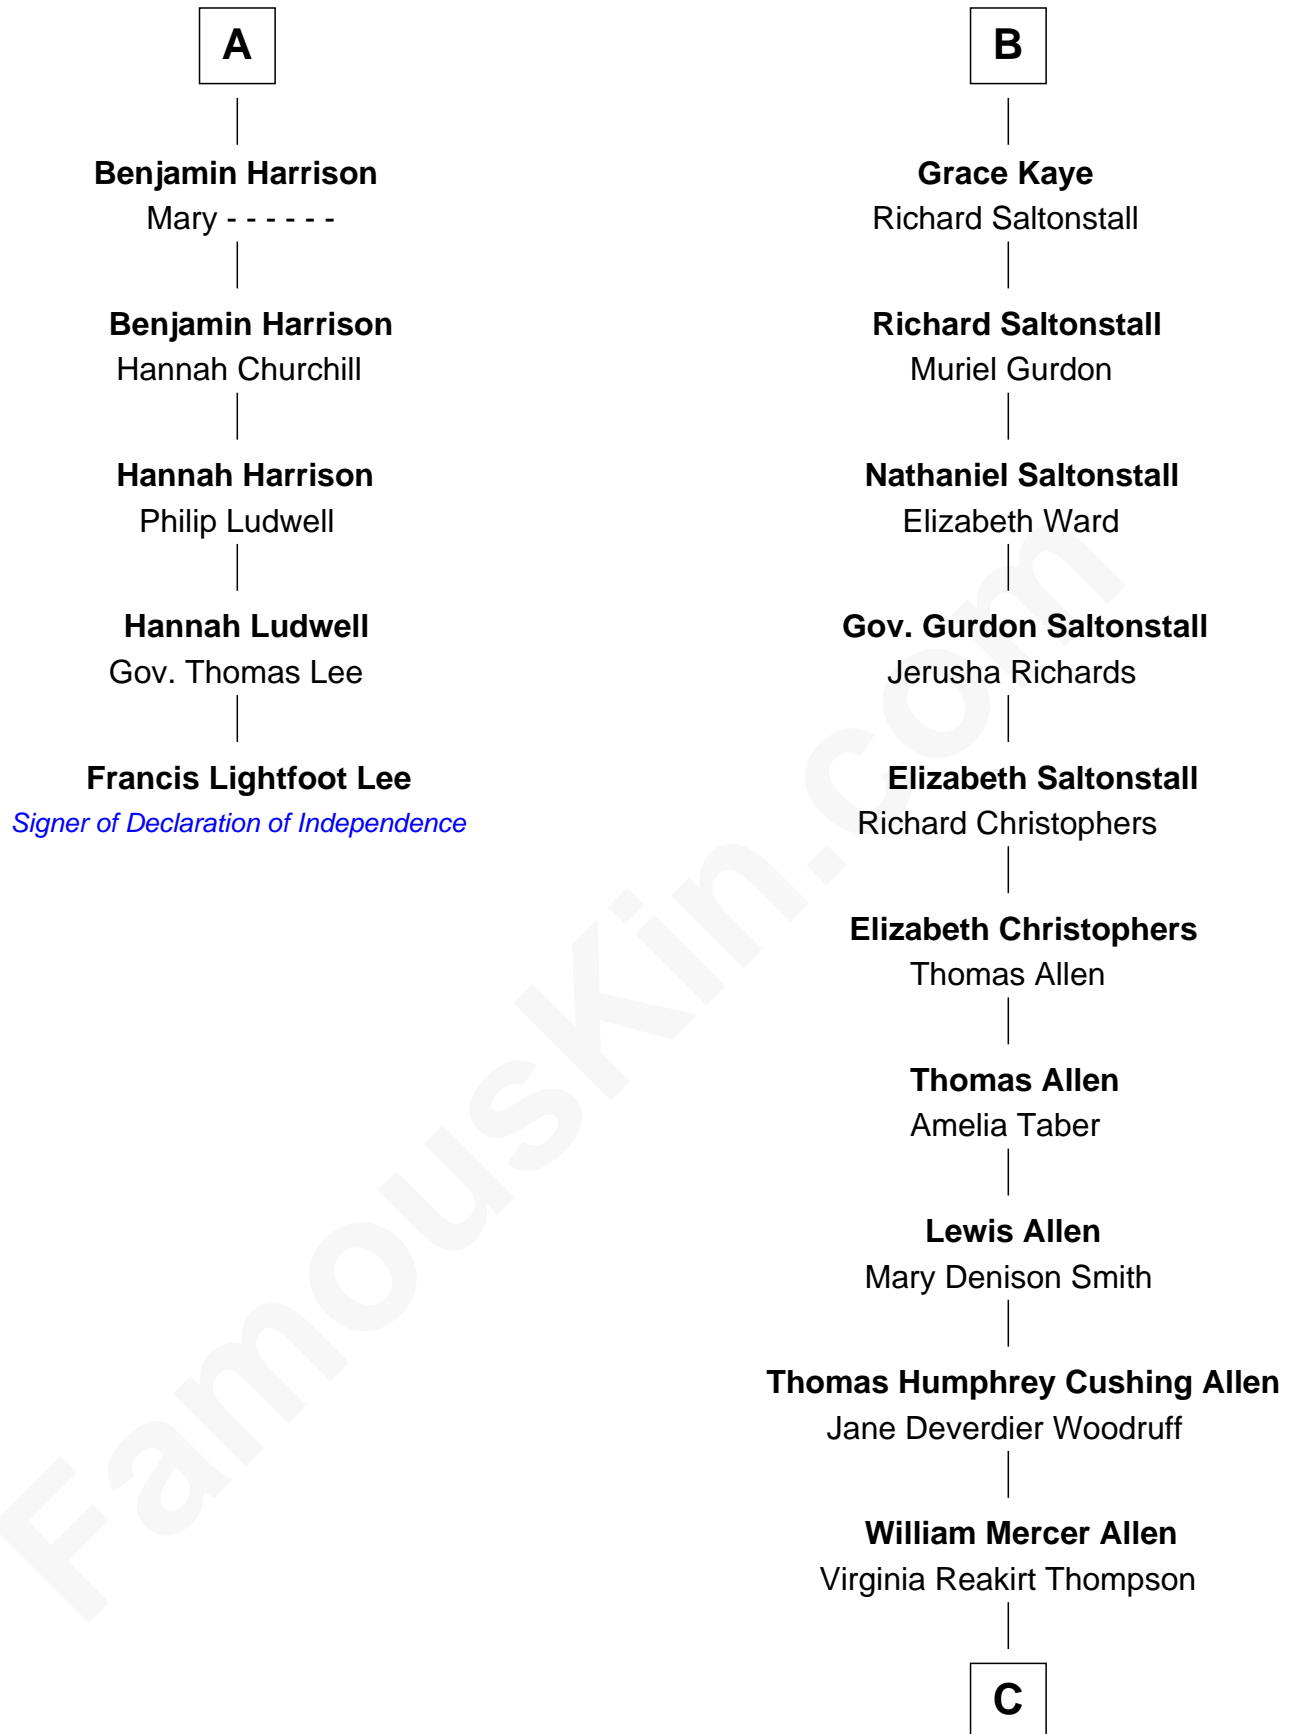 A
Benjamin Harrison
Mary - - - - - -
Benjamin Harrison
Hannah Churchill
Hannah Harrison
Philip Ludwell
Hannah Ludwell
Gov. Thomas Lee
Francis Lightfoot Lee
Signer of Declaration of Independence
B
Grace Kaye
Richard Saltonstall
Richard Saltonstall
Muriel Gurdon
Nathaniel Saltonstall
Elizabeth Ward
Gov. Gurdon Saltonstall
Jerusha Richards
Elizabeth Saltonstall
Richard Christophers
Elizabeth Christophers
Thomas Allen
Thomas Allen
Amelia Taber
Lewis Allen
Mary Denison Smith
Thomas Humphrey Cushing Allen
Jane Deverdier Woodruff
William Mercer Allen
Virginia Reakirt Thompson
C
FamousKin.com